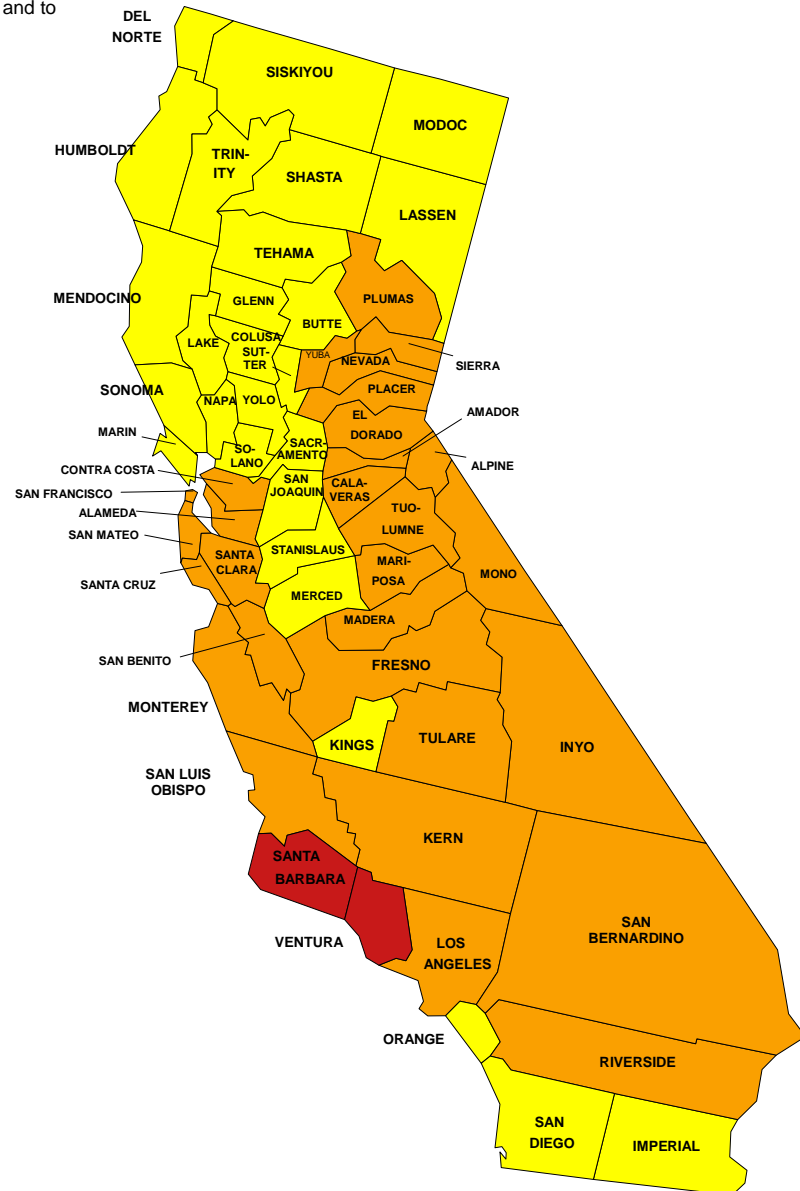 and to
DEL
NORTE
SISKIYOU
MODOC
HUMBOLDT
TRIN-
ITY
SHASTA
LASSEN
TEHAMA
MENDOCINO
GLENN
PLUMAS
BUTTE
LAKE
COLUSA
SUT-
TER
YUBA
NEVADA
SIERRA
SONOMA
NAPA
YOLO
PLACER
AMADOR
EL
DORADO
MARIN
SO-
LANO
SACR-
AMENTO
ALPINE
CONTRA COSTA
SAN
JOAQUIN
CALA-
VERAS
SAN FRANCISCO
ALAMEDA
TUO-
LUMNE
SAN MATEO
STANISLAUS
SANTA
CLARA
MARI-
POSA
MONO
SANTA CRUZ
MERCED
MADERA
SAN BENITO
FRESNO
MONTEREY
KINGS
TULARE
INYO
SAN LUIS
OBISPO
KERN
SANTA
BARBARA
SAN
BERNARDINO
VENTURA
LOS
ANGELES
ORANGE
RIVERSIDE
SAN
DIEGO
IMPERIAL